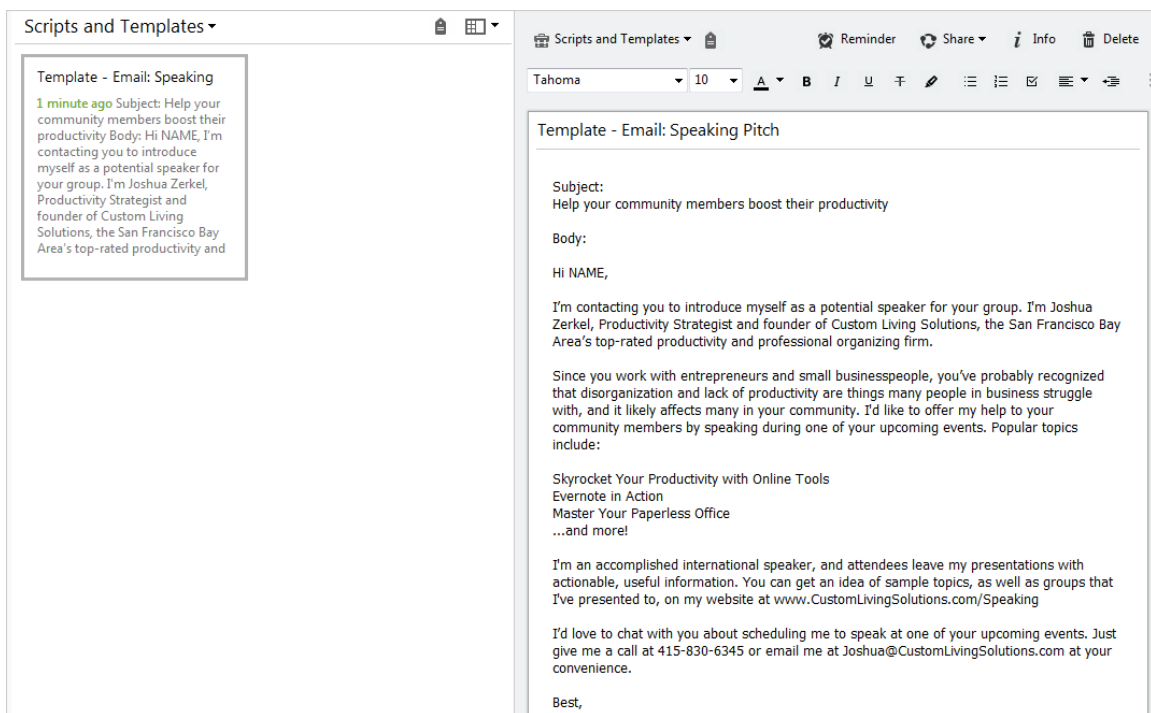 Scripts and Templates
Template - Email: Speaking
1 minute ago Subject: Help your
community members boost their
productivity Body: Hi NAME, I'm
contacting you to introduce
myself as a potential speaker for
your group. I'm Joshua Zerkel,
Productivity Strategist and
founder of Custom Living
Solutions, the San Francisco Bay
Area's top-rated productivity and
Scripts and Templates
Reminder
Share
Info
Delete
Tahoma
10
A
B
I
U
T
Template - Email: Speaking Pitch
Subject:
Help your community members boost their productivity
Body:
Hi NAME,
I'm contacting you to introduce myself as a potential speaker for your group. I'm Joshua
Zerkel, Productivity Strategist and founder of Custom Living Solutions, the San Francisco Bay
Area's top-rated productivity and professional organizing firm.
Since you work with entrepreneurs and small businesspeople, you've probably recognized
that disorganization and lack of productivity are things many people in business struggle
with, and it likely affects many in your community. I'd like to offer my help to your
community members by speaking during one of your upcoming events. Popular topics
include:
Skyrocket Your Productivity with Online Tools
Evernote in Action
Master Your Paperless Office
...and more!
I'm an accomplished international speaker, and attendees leave my presentations with
actionable, useful information. You can get an idea of sample topics, as well as groups that
I've presented to, on my website at www.CustomLivingSolutions.com/Speaking
I'd love to chat with you about scheduling me to speak at one of your upcoming events. Just
give me a call at 415-830-6345 or email me at Joshua@CustomLivingSolutions.com at your
convenience.
Best,